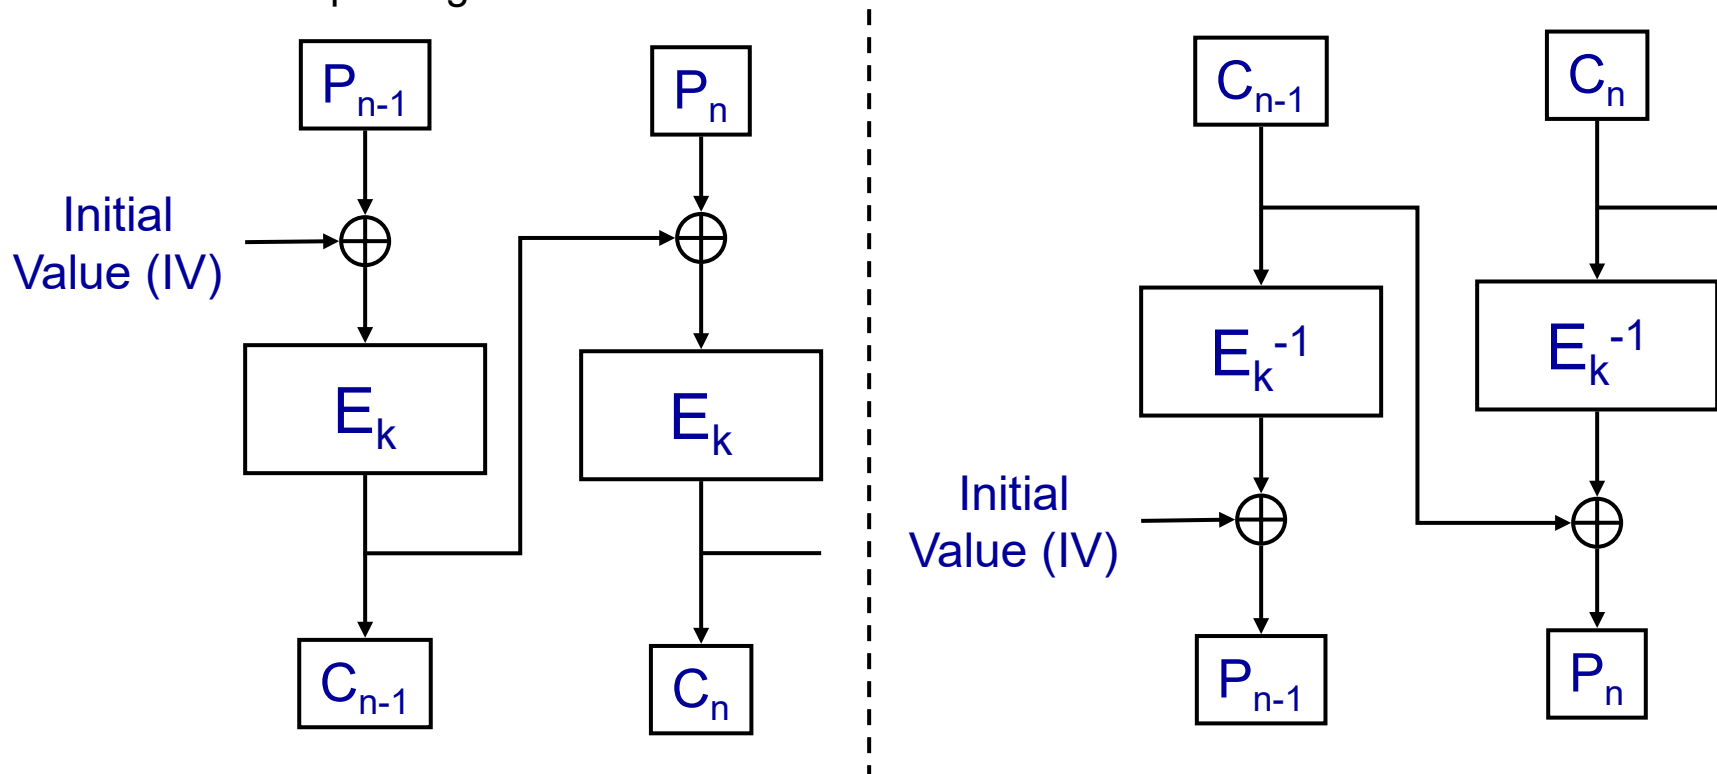 Pₙ₋₁
Pₙ
Initial
Value (IV)
Eₖ
Eₖ
Cₙ₋₁
Cₙ
Cₙ₋₁
Cₙ
Eₖ⁻¹
Eₖ⁻¹
Initial
Value (IV)
Pₙ₋₁
Pₙ